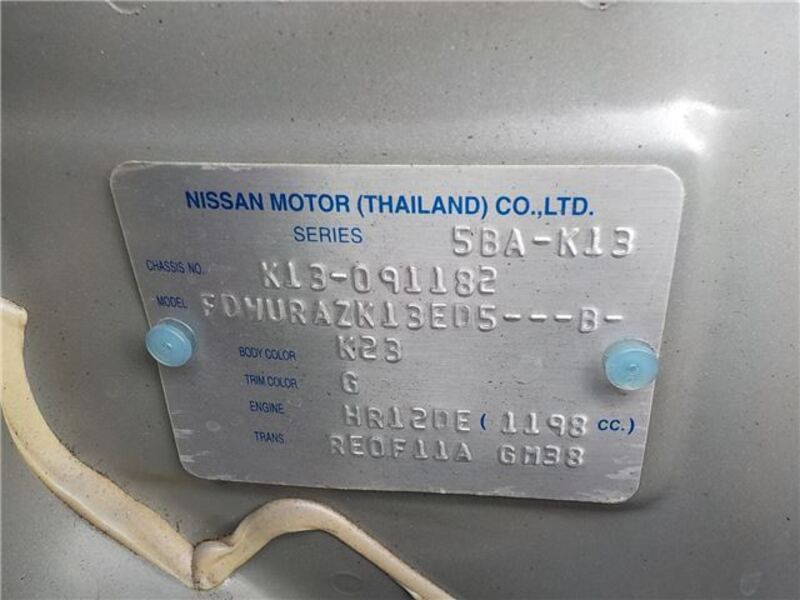 NISSAN MOTOR (THAILAND) CO.,LTD.
SERIES 5BA-K13
CHASSIS NO. K13-091182
MODEL FDMURAZK13ED5---B-
BODY COLOR K23
TRIM COLOR G
ENGINE HR12DE ( 1198 CC.)
TRANS. RE0F11A GM38